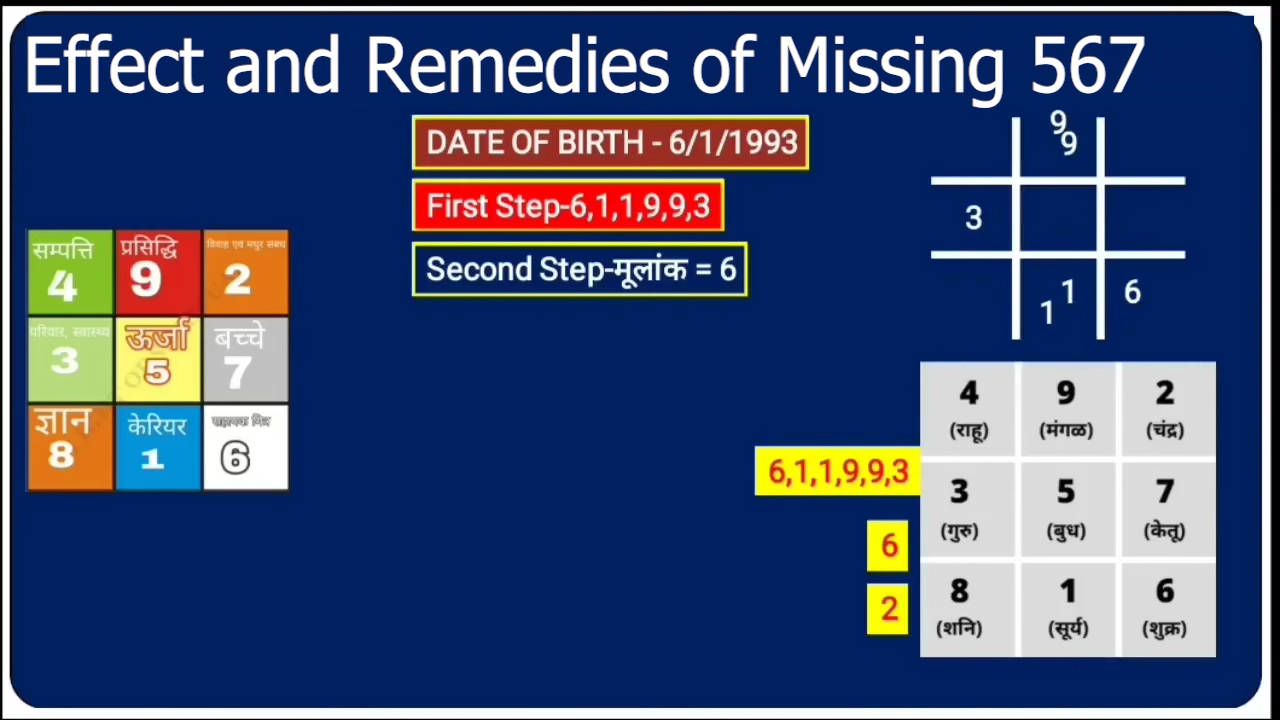 Effect and Remedies of Missing 567
DATE OF BIRTH - 6/1/1993
First Step-6,1,1,9,9,3
Second Step-मूलांक = 6
सम्पत्ति
4
प्रसिद्धि
9
विवाह एवं मधुर संबंध
2
परिवार, स्वास्थ्य
3
ऊर्जा
5
बच्चे
7
ज्ञान
8
केरियर
1
6
9
9
3
1
1
6
6,1,1,9,9,3
6
2
4
(राहू)
9
(मंगळ)
2
(चंद्र)
3
(गुरु)
5
(बुध)
7
(केतू)
8
(शनि)
1
(सूर्य)
6
(शुक्र)